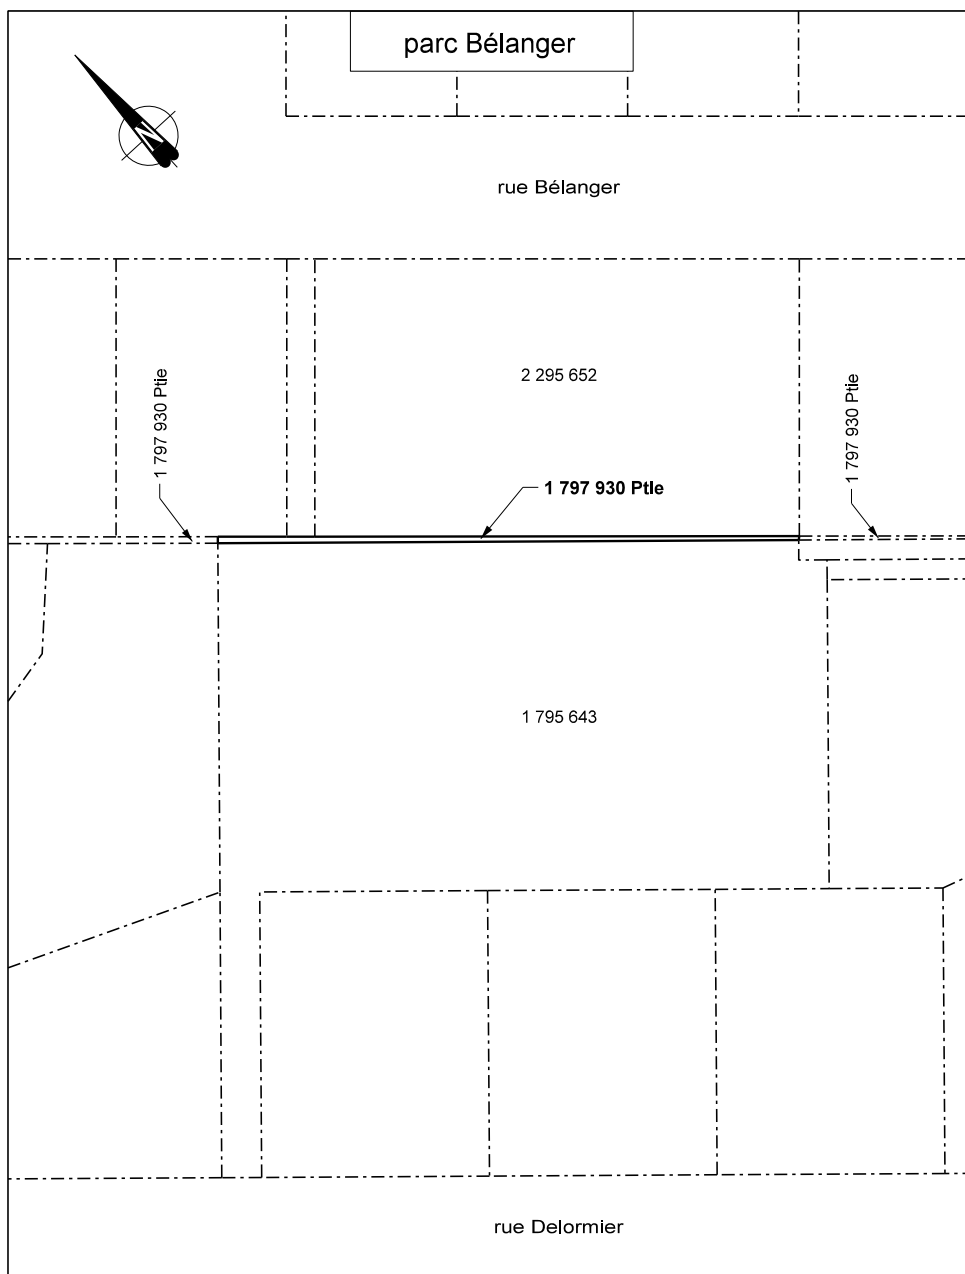 parc Bélanger
N
rue Bélanger
2 295 652
1 797 930 Ptie
1 797 930 Ptie
1 797 930 Ptie
1 795 643
rue Delormier